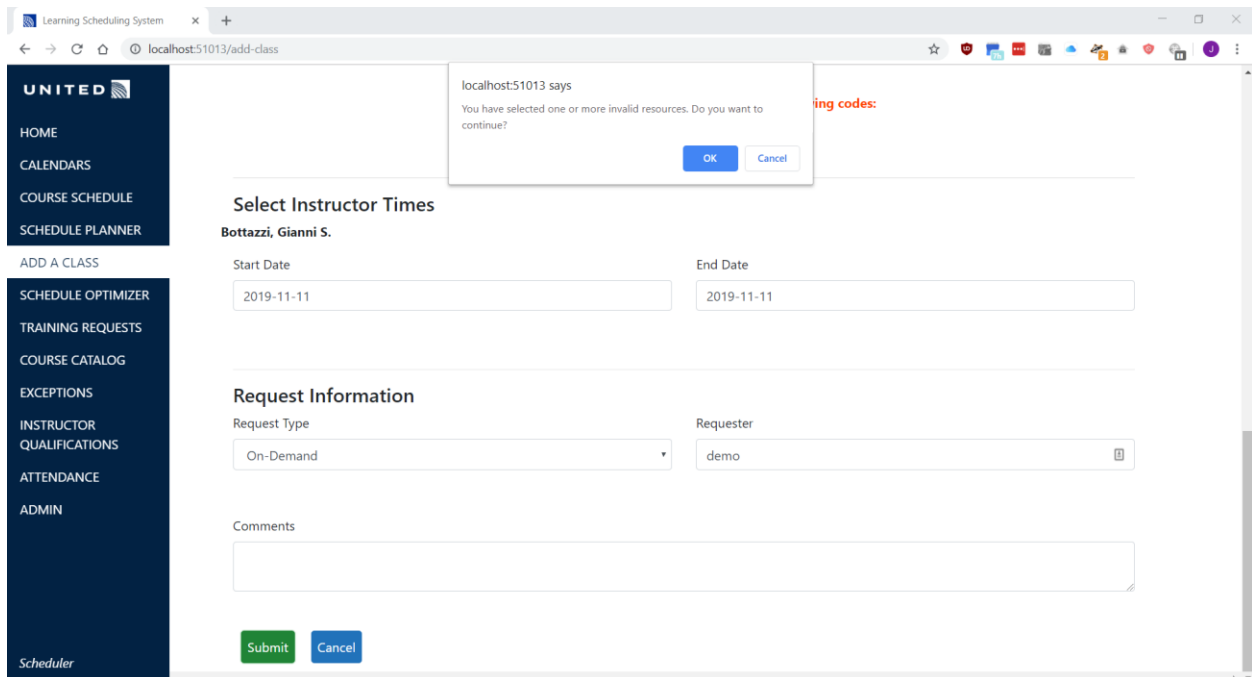 Learning Scheduling System
localhost:51013/add-class
UNITED
HOME
CALENDARS
COURSE SCHEDULE
SCHEDULE PLANNER
ADD A CLASS
SCHEDULE OPTIMIZER
TRAINING REQUESTS
COURSE CATALOG
EXCEPTIONS
INSTRUCTOR
QUALIFICATIONS
ATTENDANCE
ADMIN
Scheduler
localhost:51013 says
You have selected one or more invalid resources. Do you want to
continue?
OK Cancel
ing codes:
Select Instructor Times
Bottazzi, Gianni S.
Start Date End Date
2019-11-11 2019-11-11
Request Information
Request Type Requester
On-Demand demo
Comments
Submit Cancel